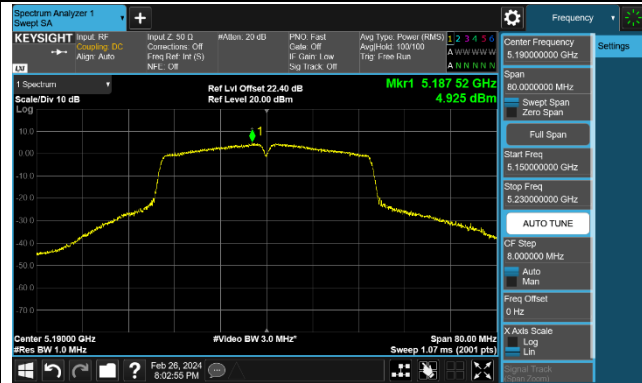 Spectrum Analyzer 1
Swept SA
Frequency
KEYSIGHT
Input: RF
Coupling: DC
Align: Auto
Input Z: 50 Ω
Corrections: Off
Freq Ref: Int (S)
NFE: Off
#Atten: 20 dB
PNO: Fast
Gate: Off
IF Gain: Low
Sig Track: Off
Avg Type: Power (RMS)
Avg|Hold: 100/100
Trig: Free Run
1 2 3 4 5 6
A W W W W W
A N N N N N
LXI
1 Spectrum
Scale/Div 10 dB
Log
Ref Lvl Offset 22.40 dB
Ref Level 20.00 dBm
Mkr1 5.187 52 GHz
4.925 dBm
1
10.0
0.00
-10.0
-20.0
-30.0
-40.0
-50.0
-60.0
-70.0
Center 5.19000 GHz
#Res BW 1.0 MHz
#Video BW 3.0 MHz*
Span 80.00 MHz
Sweep 1.07 ms (2001 pts)
Center Frequency
5.190000000 GHz
Settings
Span
80.0000000 MHz
Swept Span
Zero Span
Full Span
Start Freq
5.150000000 GHz
Stop Freq
5.230000000 GHz
AUTO TUNE
CF Step
8.000000 MHz
Auto
Man
Freq Offset
0 Hz
X Axis Scale
Log
Lin
Signal Track
(Span Zoom)
Feb 26, 2024
8:02:55 PM